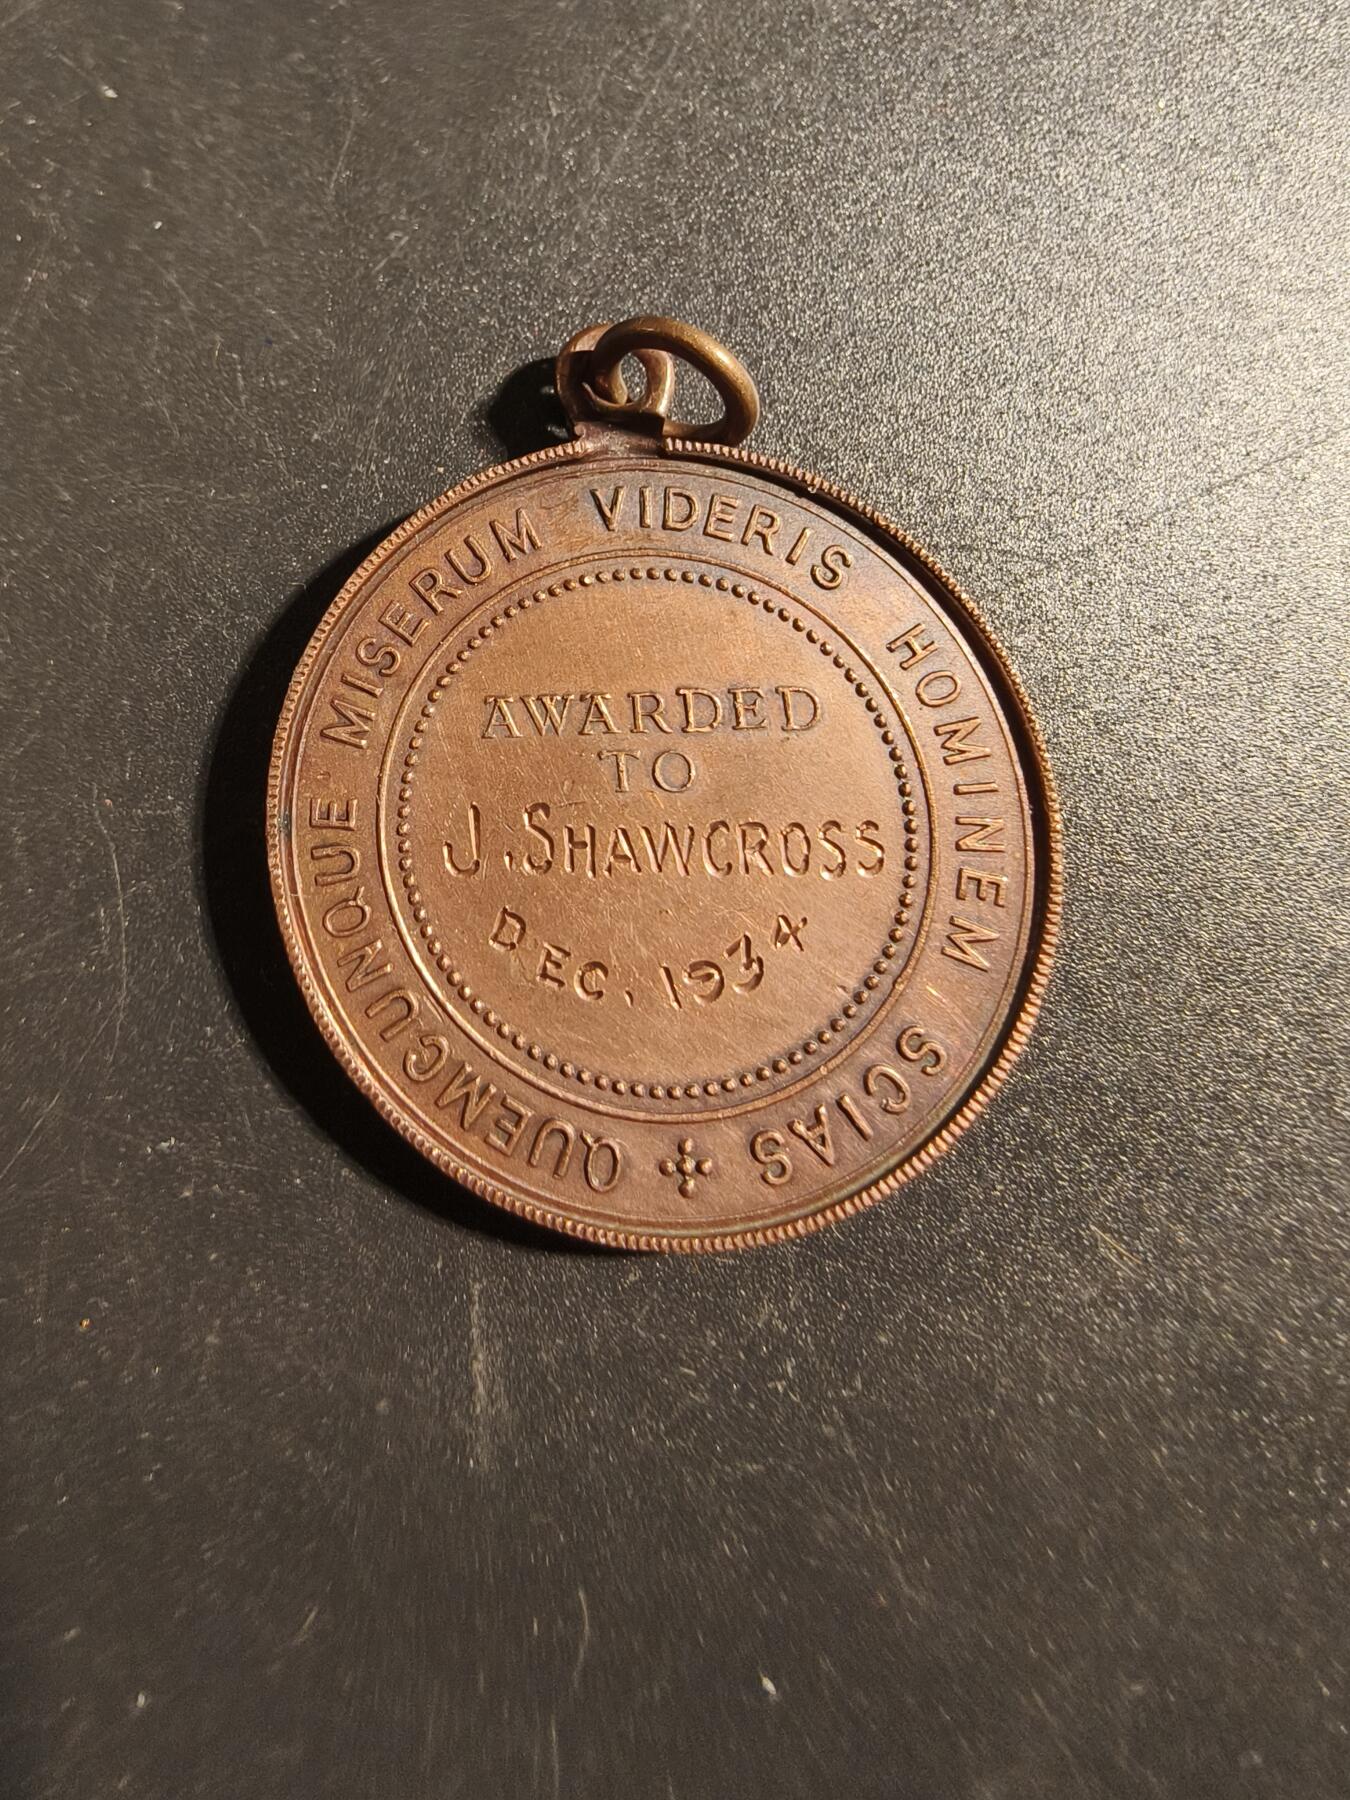 QUEMCUNQUE MISERUM VIDERIS HOMINEM SCIAS
AWARDED
TO
J. SHAWCROSS
DEC. 1934